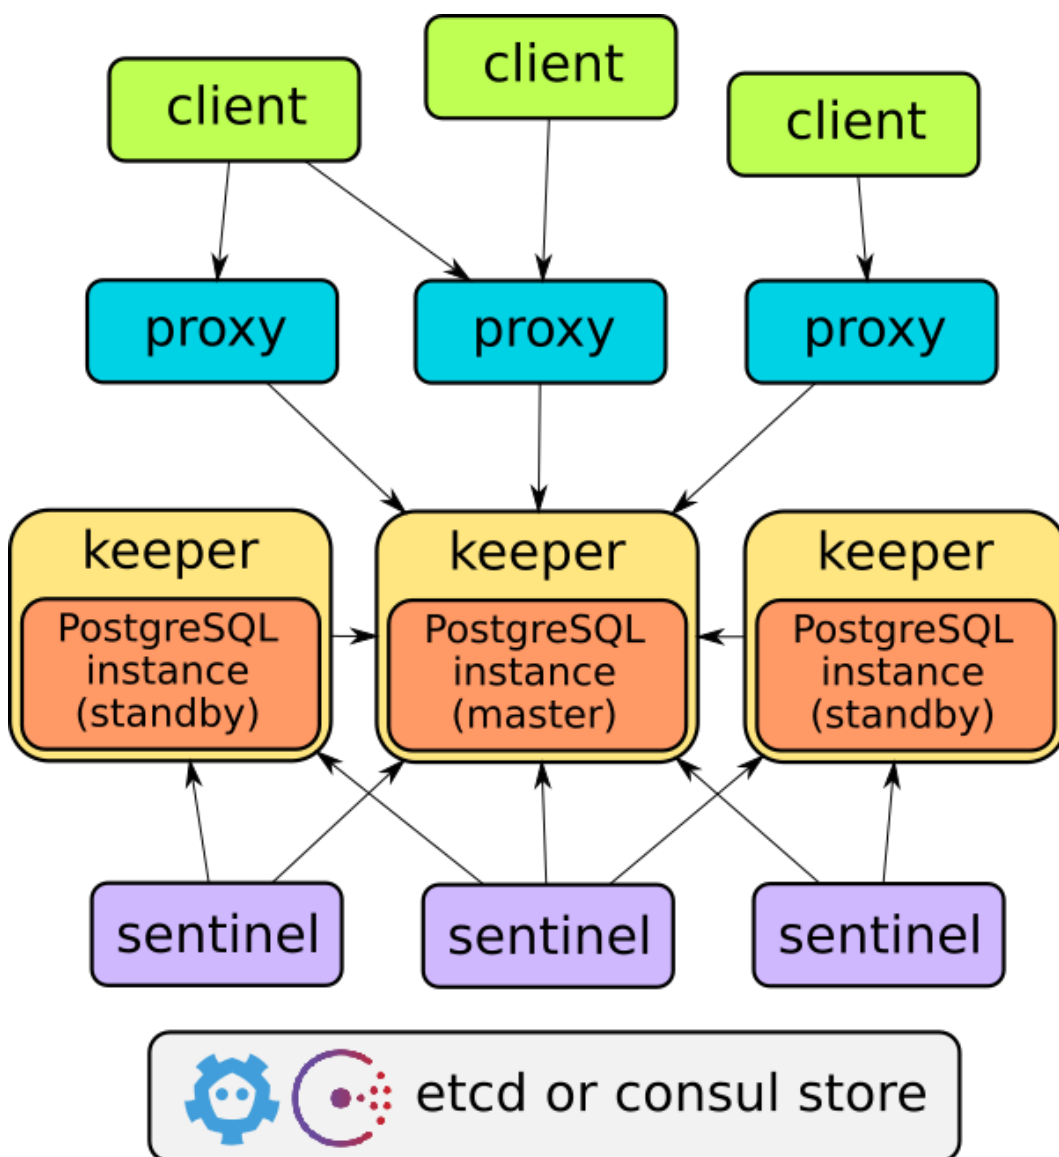 client
client
client
proxy
proxy
proxy
keeper
PostgreSQL
instance
(standby)
keeper
PostgreSQL
instance
(master)
keeper
PostgreSQL
instance
(standby)
sentinel
sentinel
sentinel
etcd or consul store